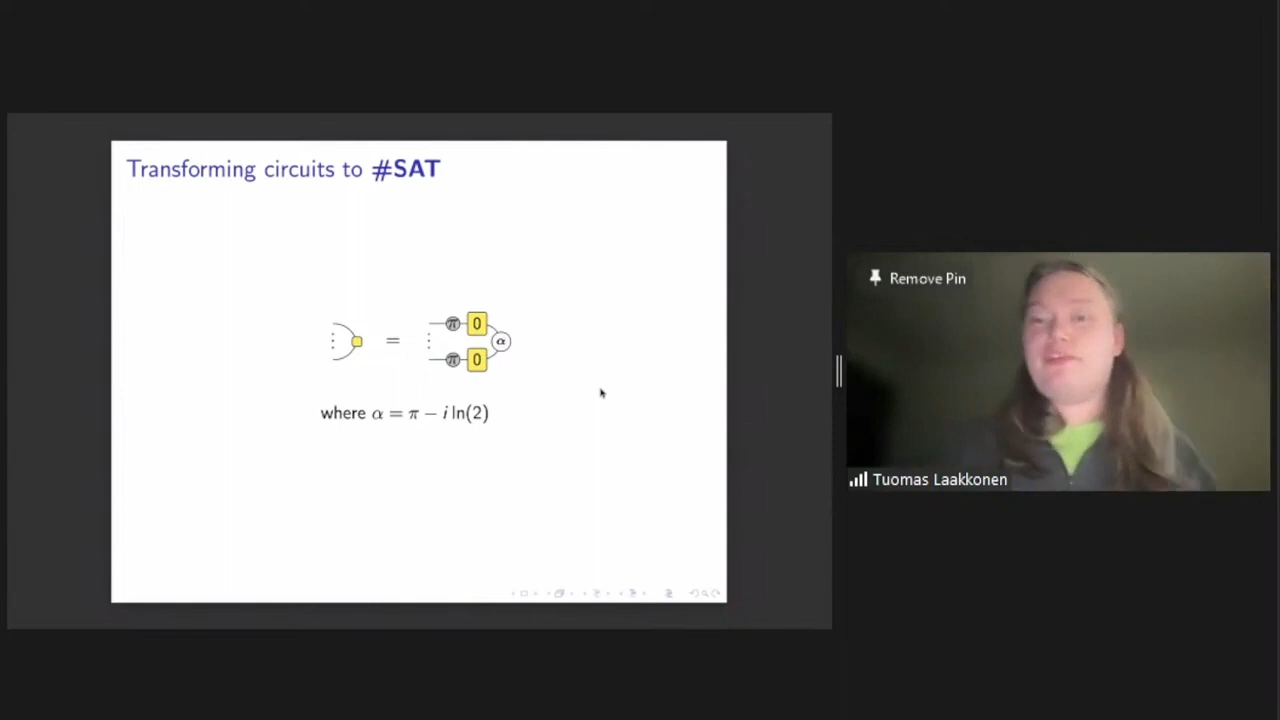 Transforming circuits to #SAT
= π 0 α
π 0
where α = π − i ln(2)
Remove Pin
Tuomas Laakkonen